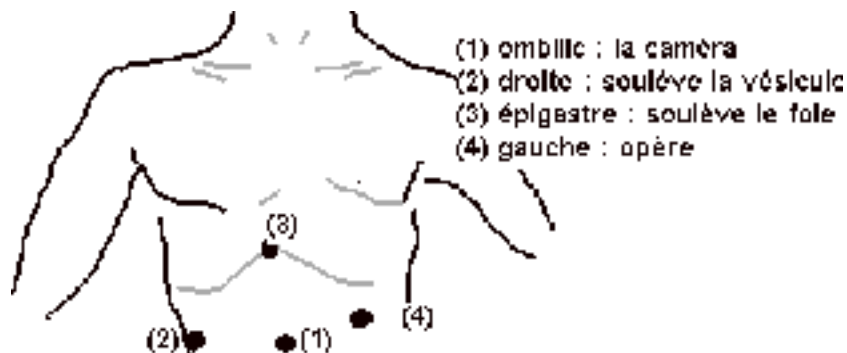 (1) ombilic : la caméra
(2) droite : soulève la vésicule
(3) épigastre : soulève le foie
(4) gauche : opère
(3)
(4)
(2)
(1)